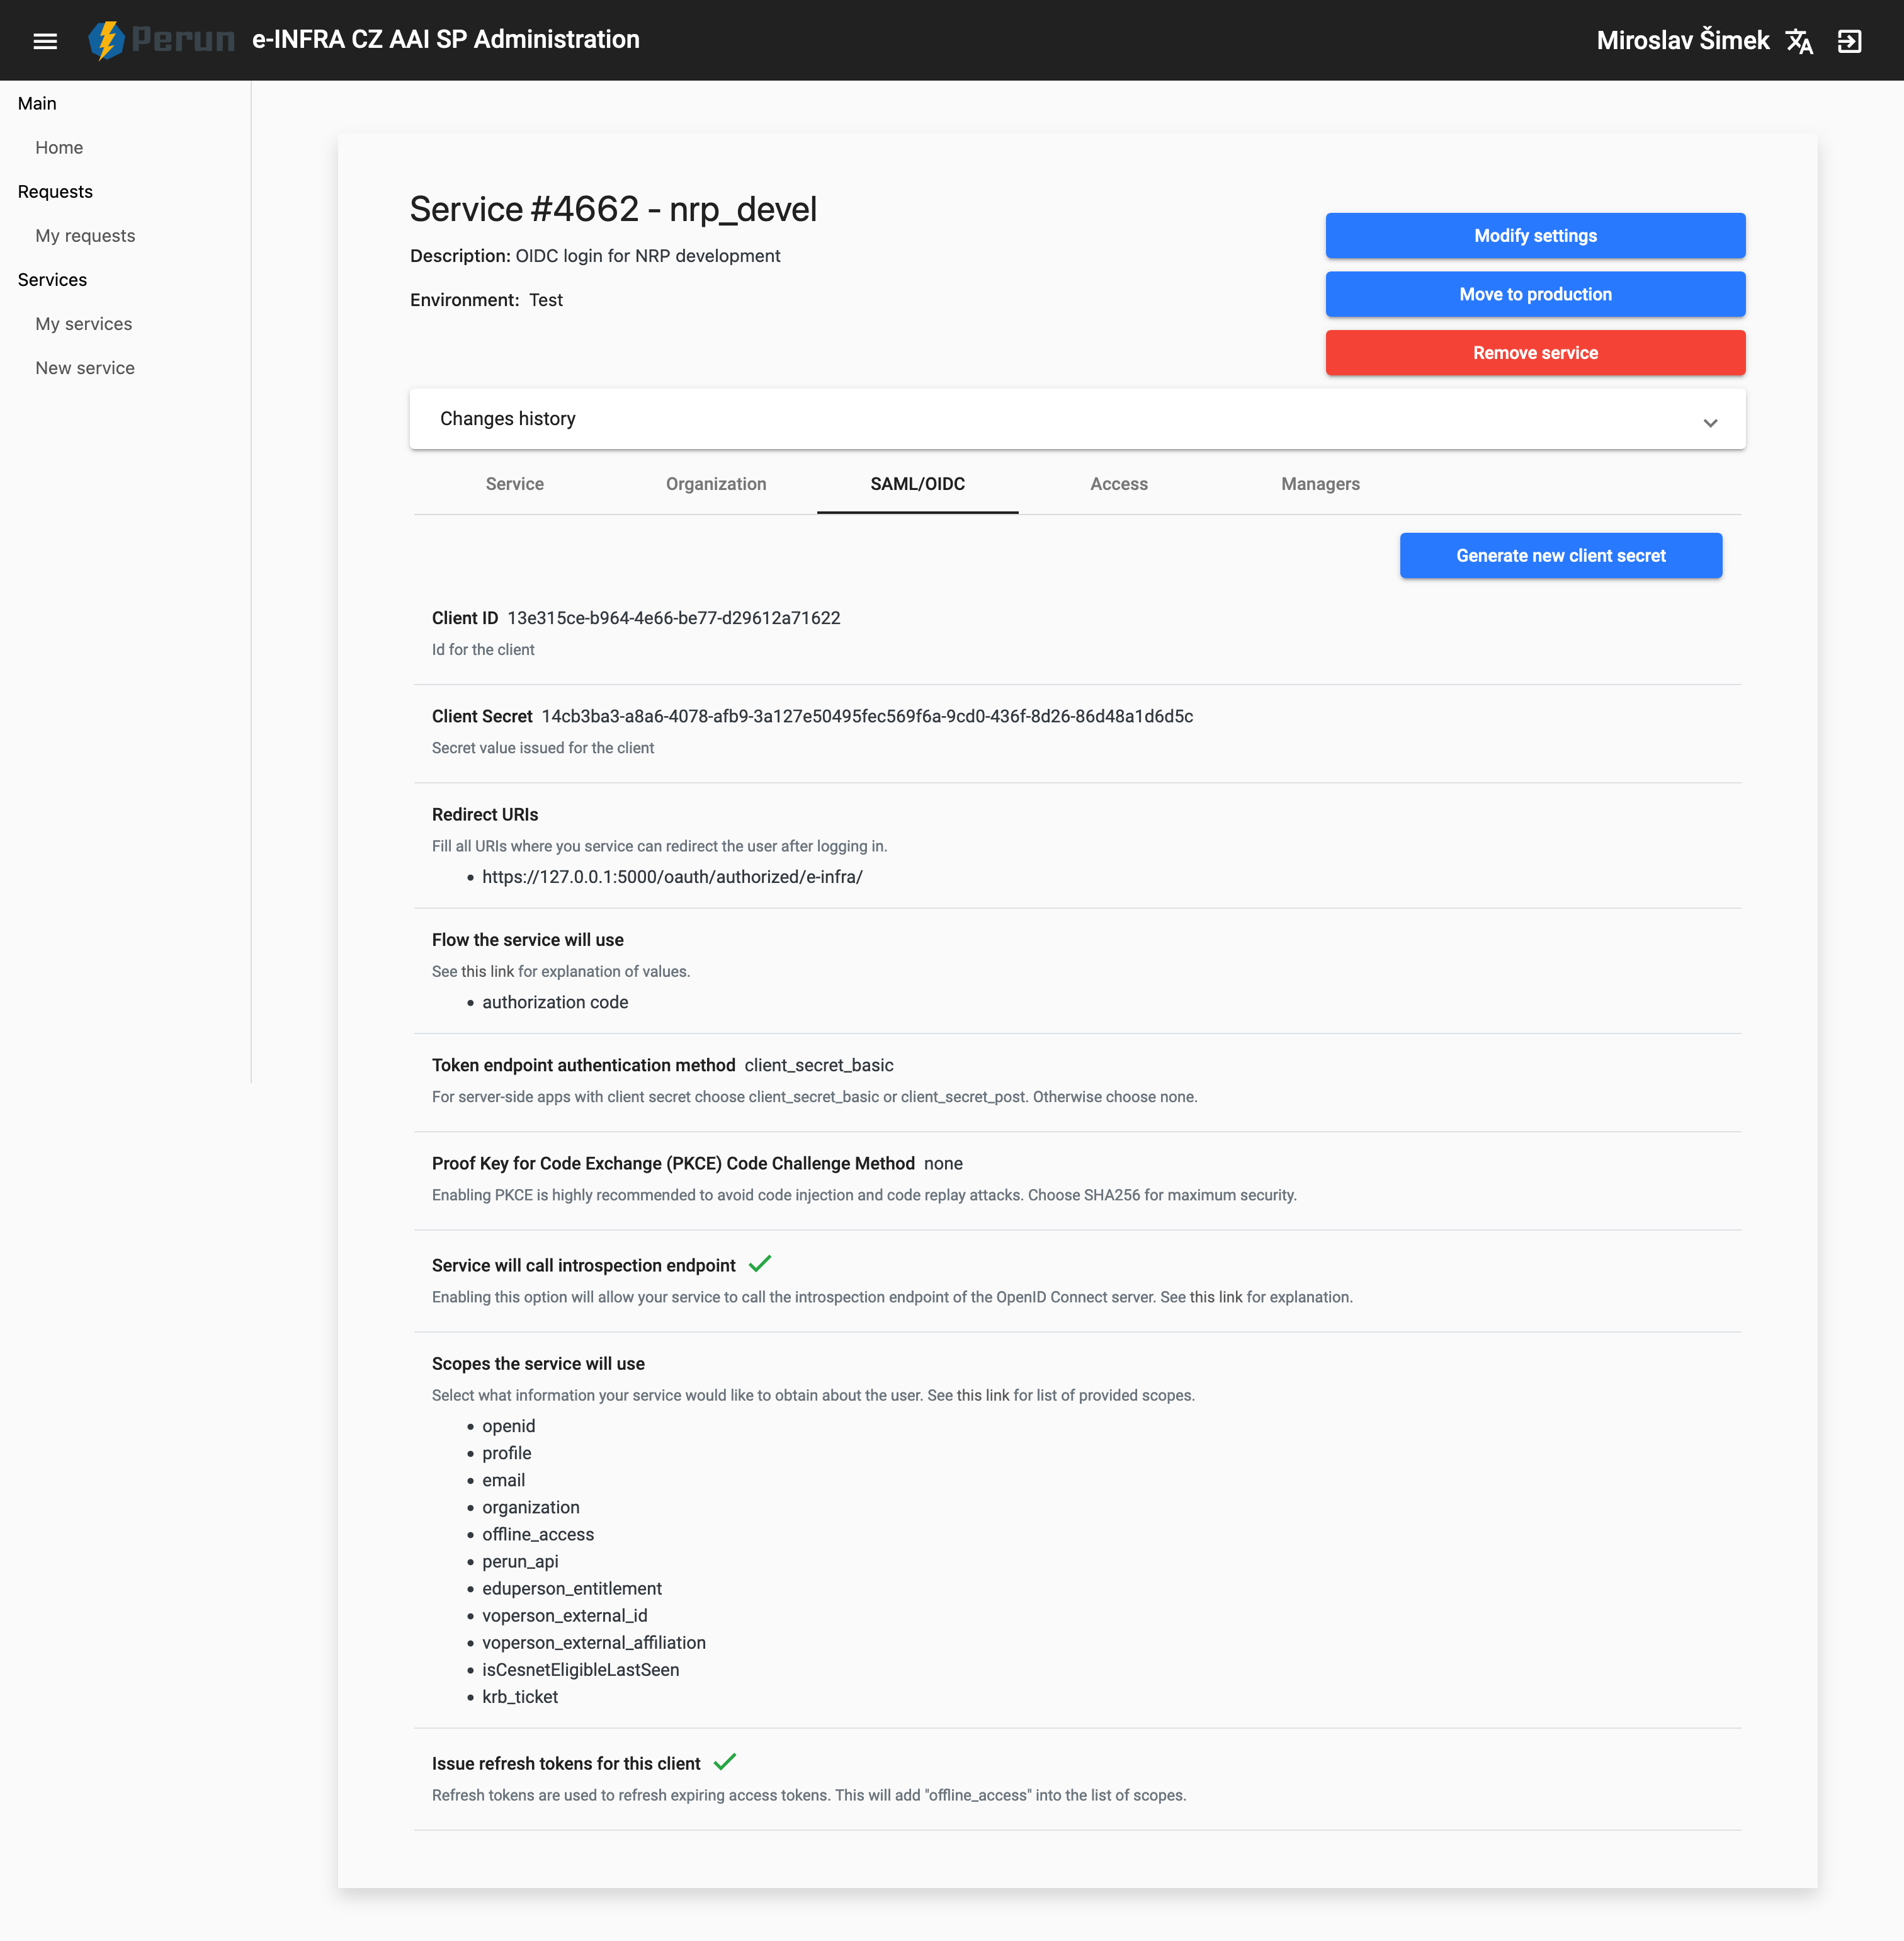 Perun e-INFRA CZ AAI SP Administration
Miroslav Šimek
Main
Home
Requests
My requests
Services
My services
New service
Service #4662 - nrp_devel
Description: OIDC login for NRP development
Environment: Test
Modify settings
Move to production
Remove service
Changes history
Service Organization SAML/OIDC Access Managers
Generate new client secret
Client ID 13e315ce-b964-4e66-be77-d29612a71622
Id for the client
Client Secret 14cb3ba3-a8a6-4078-afb9-3a127e50495fec569f6a-9cd0-436f-8d26-86d48a1d6d5c
Secret value issued for the client
Redirect URIs
Fill all URIs where you service can redirect the user after logging in.
• https://127.0.0.1:5000/oauth/authorized/e-infra/
Flow the service will use
See this link for explanation of values.
• authorization code
Token endpoint authentication method client_secret_basic
For server-side apps with client secret choose client_secret_basic or client_secret_post. Otherwise choose none.
Proof Key for Code Exchange (PKCE) Code Challenge Method none
Enabling PKCE is highly recommended to avoid code injection and code replay attacks. Choose SHA256 for maximum security.
Service will call introspection endpoint
Enabling this option will allow your service to call the introspection endpoint of the OpenID Connect server. See this link for explanation.
Scopes the service will use
Select what information your service would like to obtain about the user. See this link for list of provided scopes.
• openid
• profile
• email
• organization
• offline_access
• perun_api
• eduperson_entitlement
• voperson_external_id
• voperson_external_affiliation
• isCesnetEligibleLastSeen
• krb_ticket
Issue refresh tokens for this client
Refresh tokens are used to refresh expiring access tokens. This will add "offline_access" into the list of scopes.